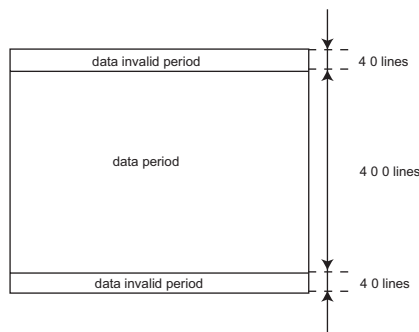 data invalid period
4 0 lines
data period
4 0 0 lines
data invalid period
4 0 lines